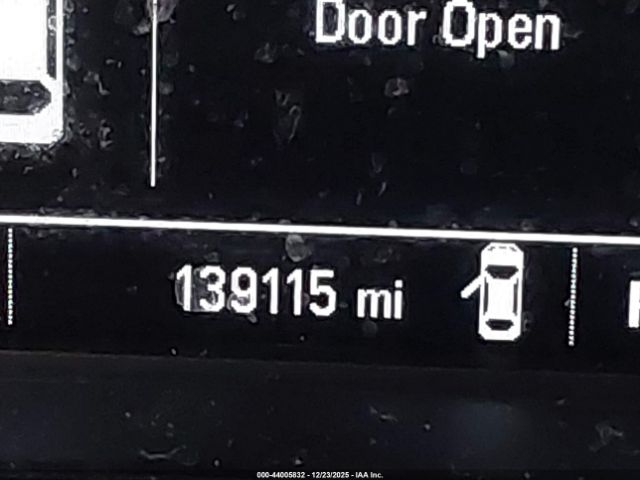 Door Open
139115 mi
000-44005832 - 12/23/2025 - IAA Inc.